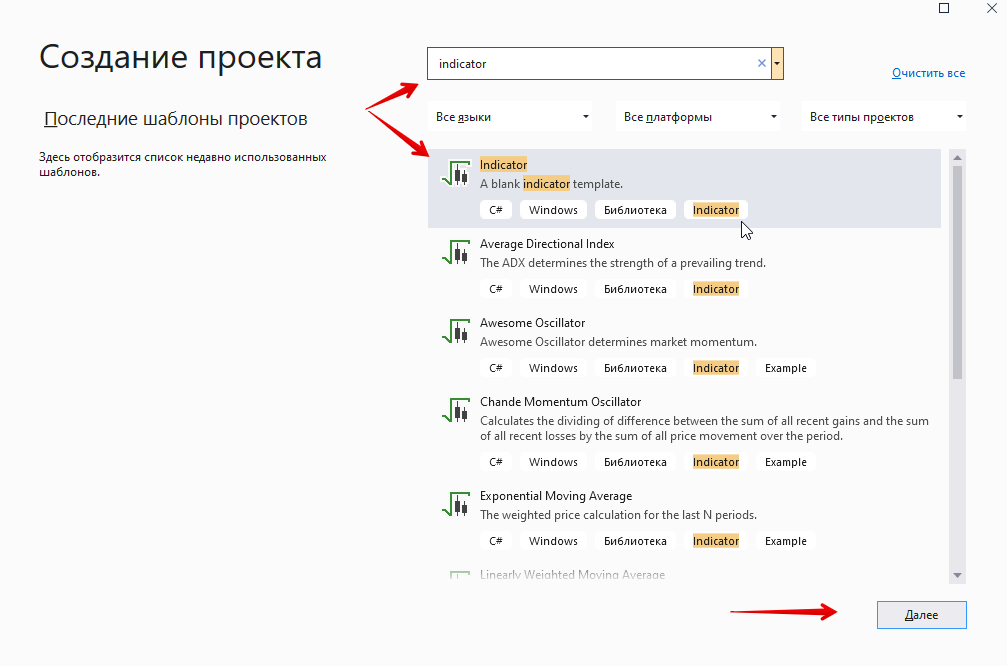 Создание проекта
Последние шаблоны проектов
Здесь отобразится список недавно использованных
шаблонов.
indicator
Очистить все
Все языки
Все платформы
Все типы проектов
Indicator
A blank indicator template.
C# Windows Библиотека Indicator
Average Directional Index
The ADX determines the strength of a prevailing trend.
C# Windows Библиотека Indicator
Awesome Oscillator
Awesome Oscillator determines market momentum.
C# Windows Библиотека Indicator Example
Chande Momentum Oscillator
Calculates the dividing of difference between the sum of all recent gains and the sum
of all recent losses by the sum of all price movement over the period.
C# Windows Библиотека Indicator Example
Exponential Moving Average
The weighted price calculation for the last N periods.
C# Windows Библиотека Indicator Example
Linearly Weighted Moving Average
Далее